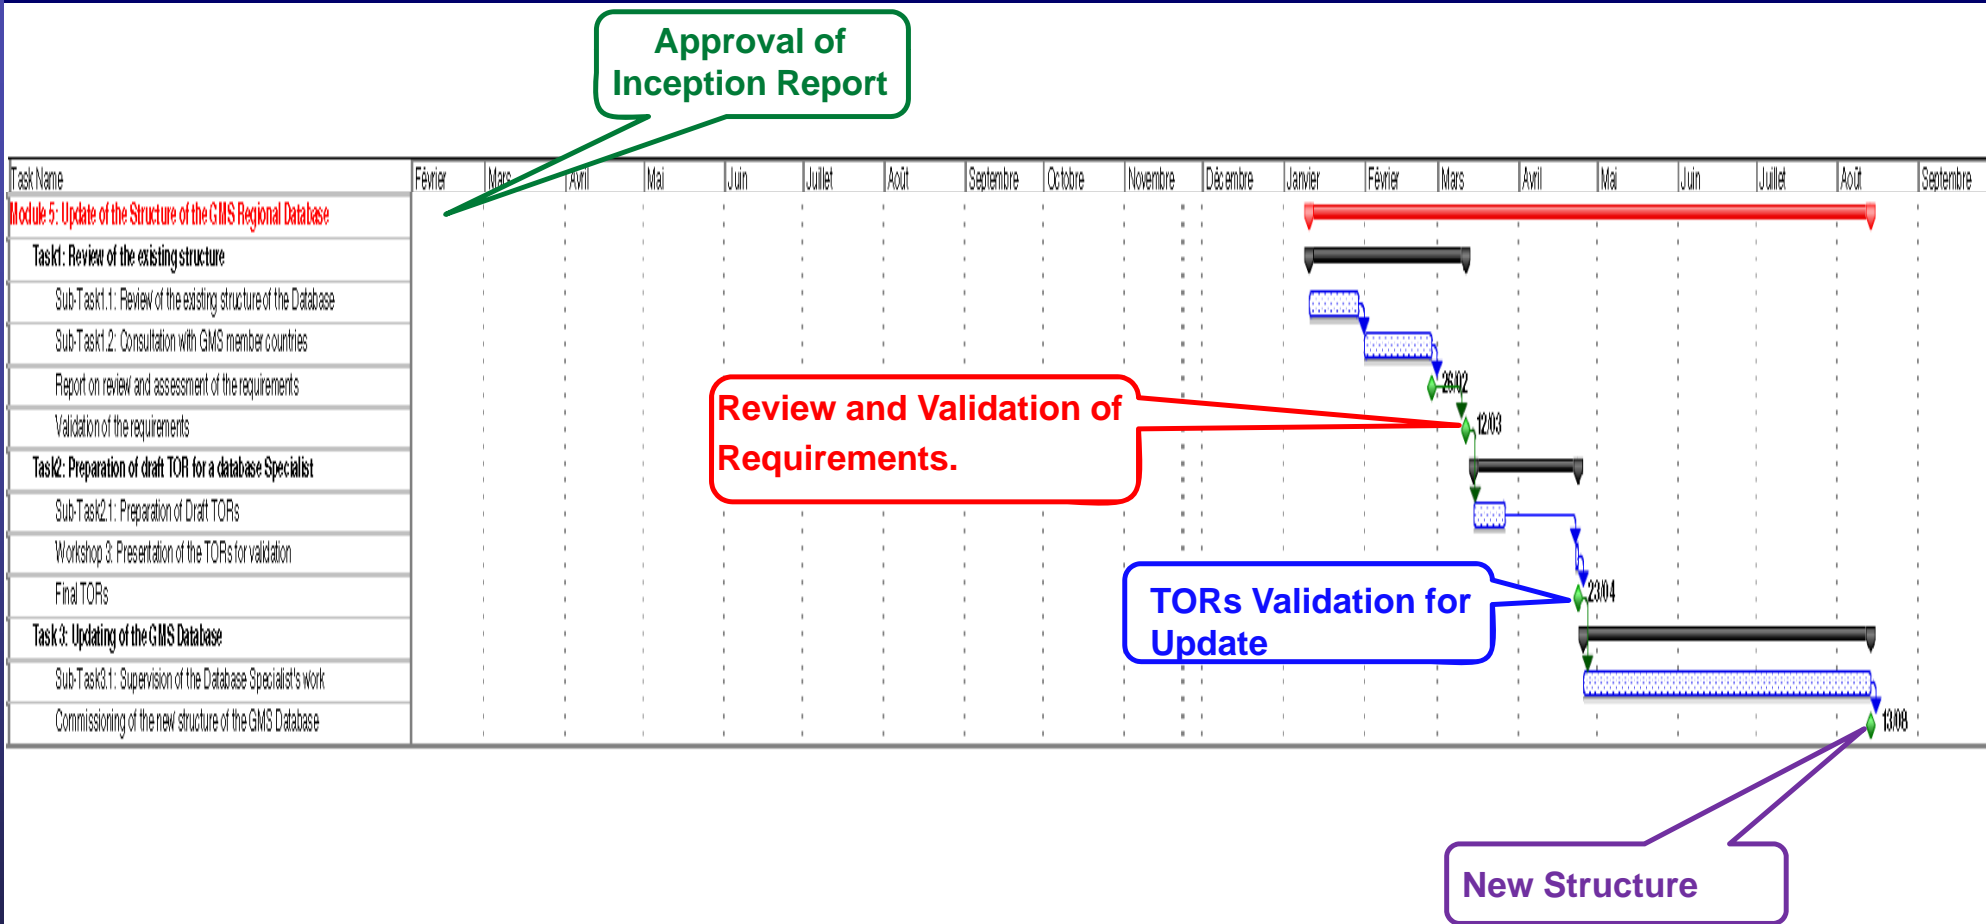 Approval of
Inception Report
Task Name
Février Mars Avril Mai Juin Juillet Août Septembre Octobre Novembre Décembre Janvier Février Mars Avril Mai Juin Juillet Août Septembre
Module 5: Update of the Structure of the GMS Regional Database
Task1: Review of the existing structure
Sub-Task1.1: Review of the existing structure of the Database
Sub-Task1.2: Consultation with GMS member countries
Report on review and assessment of the requirements
26/02
Validation of the requirements
12/03
Review and Validation of
Requirements.
Task2: Preparation of draft TOR for a database Specialist
Sub-Task2.1: Preparation of Draft TORs
Workshop 3: Presentation of the TORs for validation
Final TORs
23/04
TORs Validation for
Update
Task 3: Updating of the GMS Database
Sub-Task3.1: Supervision of the Database Specialist's work
Commissioning of the new structure of the GMS Database
13/08
New Structure